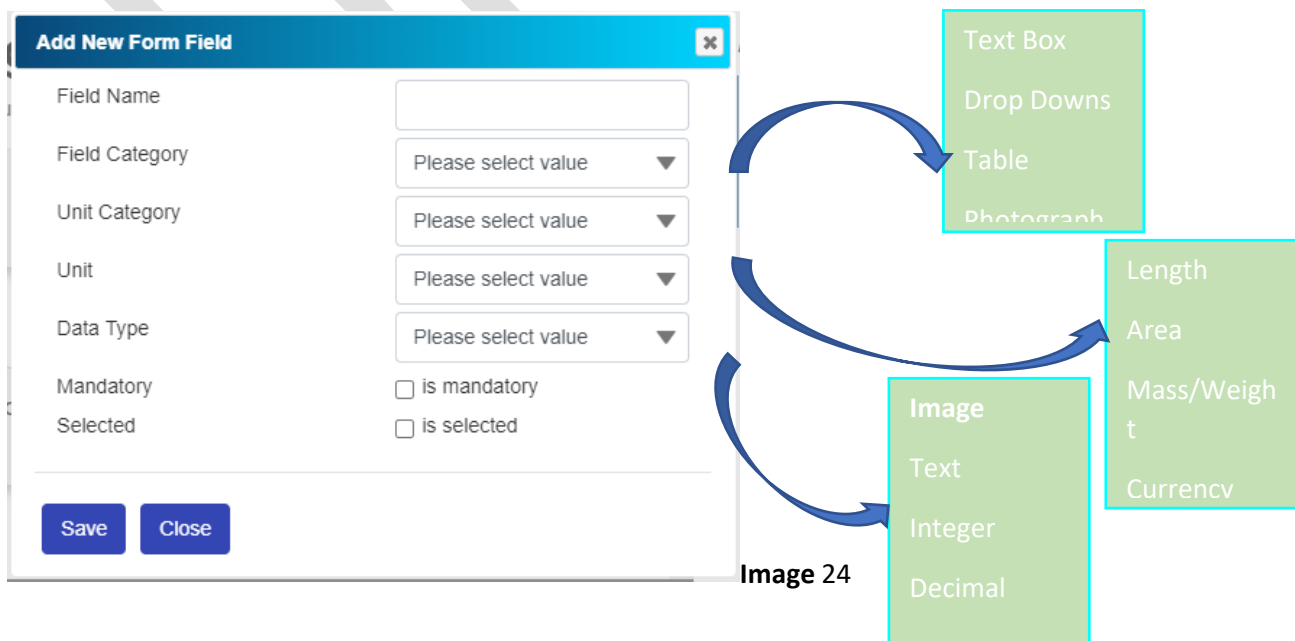 Add New Form Field
Field Name
Field Category Please select value
Unit Category Please select value
Unit Please select value
Data Type Please select value
Mandatory is mandatory
Selected is selected
Save Close
Text Box
Drop Downs
Table
Photograph
Length
Area
Mass/Weigh
t
Currency
Image
Text
Integer
Decimal
Image 24